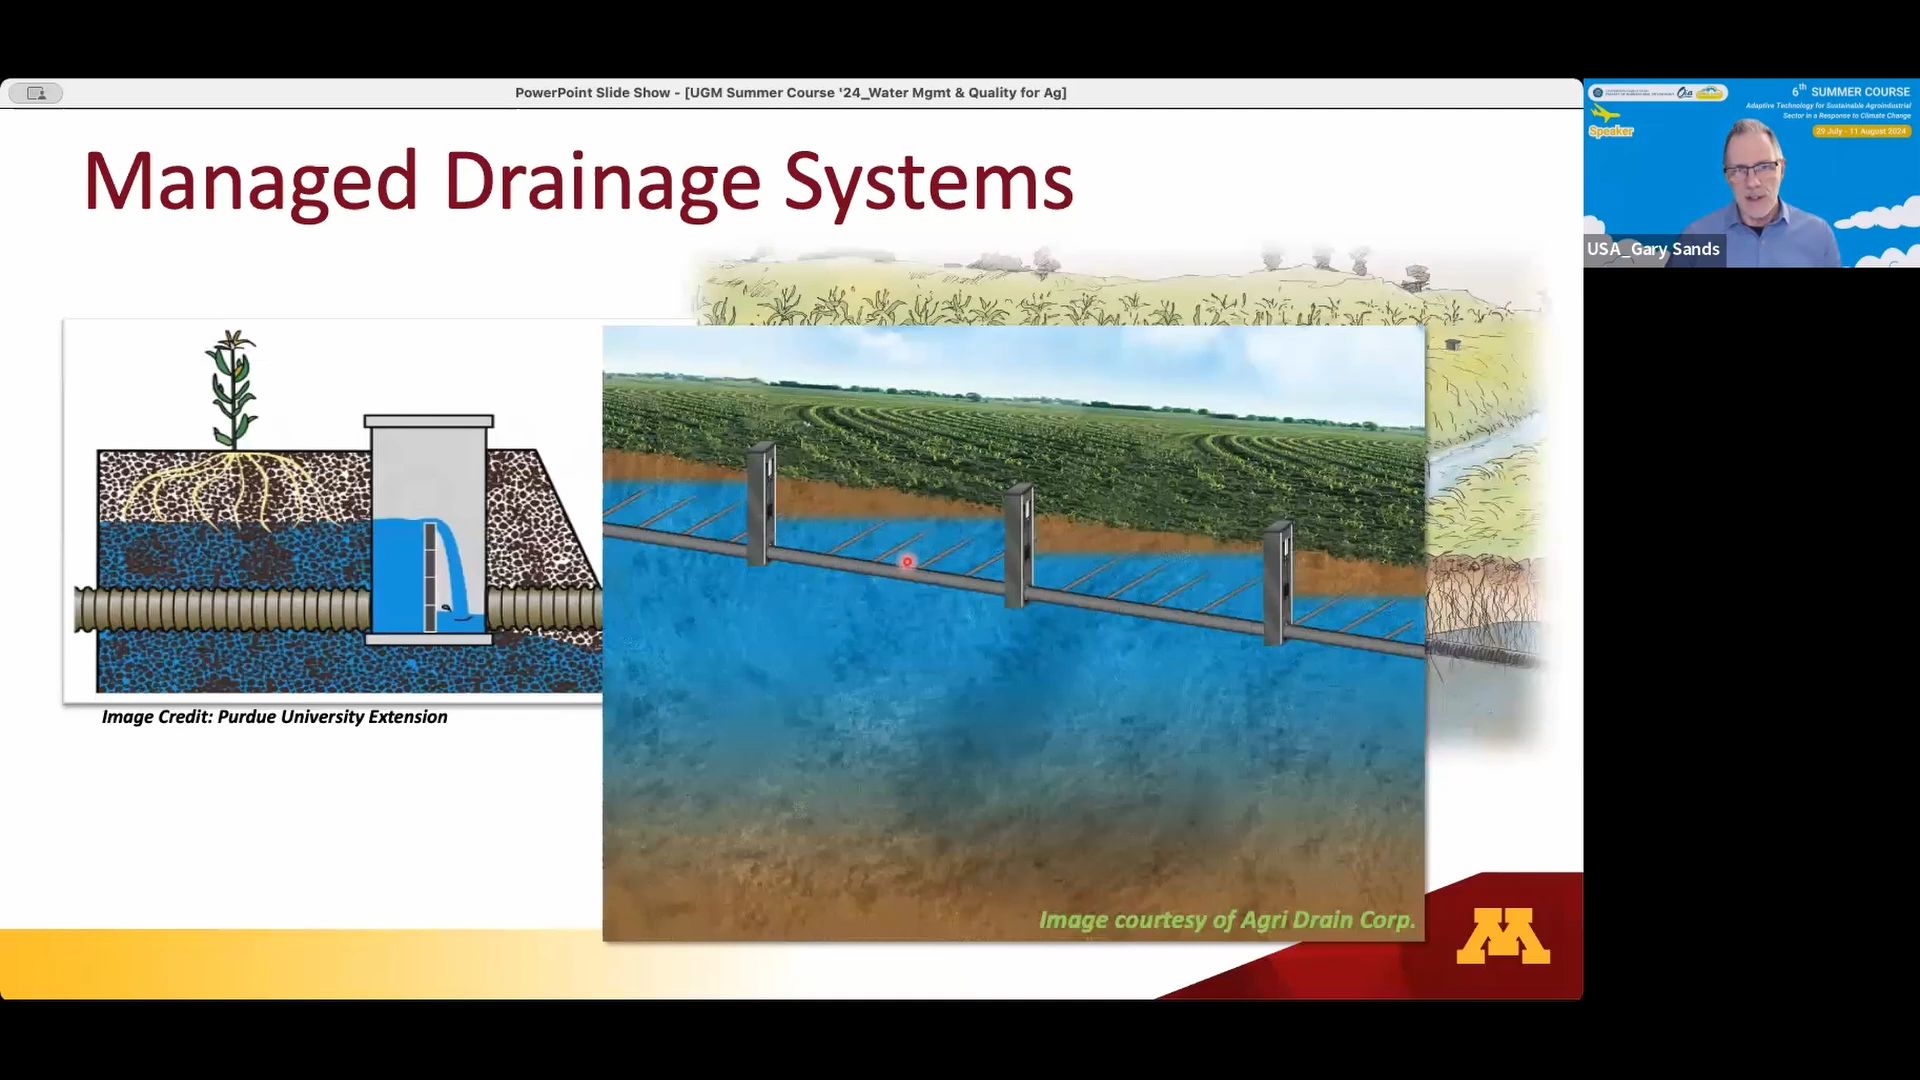 PowerPoint Slide Show - [UGM Summer Course '24_Water Mgmt & Quality for Ag]
Managed Drainage Systems
Image Credit: Purdue University Extension
Image courtesy of Agri Drain Corp.
M
6th SUMMER COURSE
Adaptive Technology for Sustainable Agroindustrial
Sector in a Response to Climate Change
29 July - 11 August 2024
Speaker
USA_Gary Sands